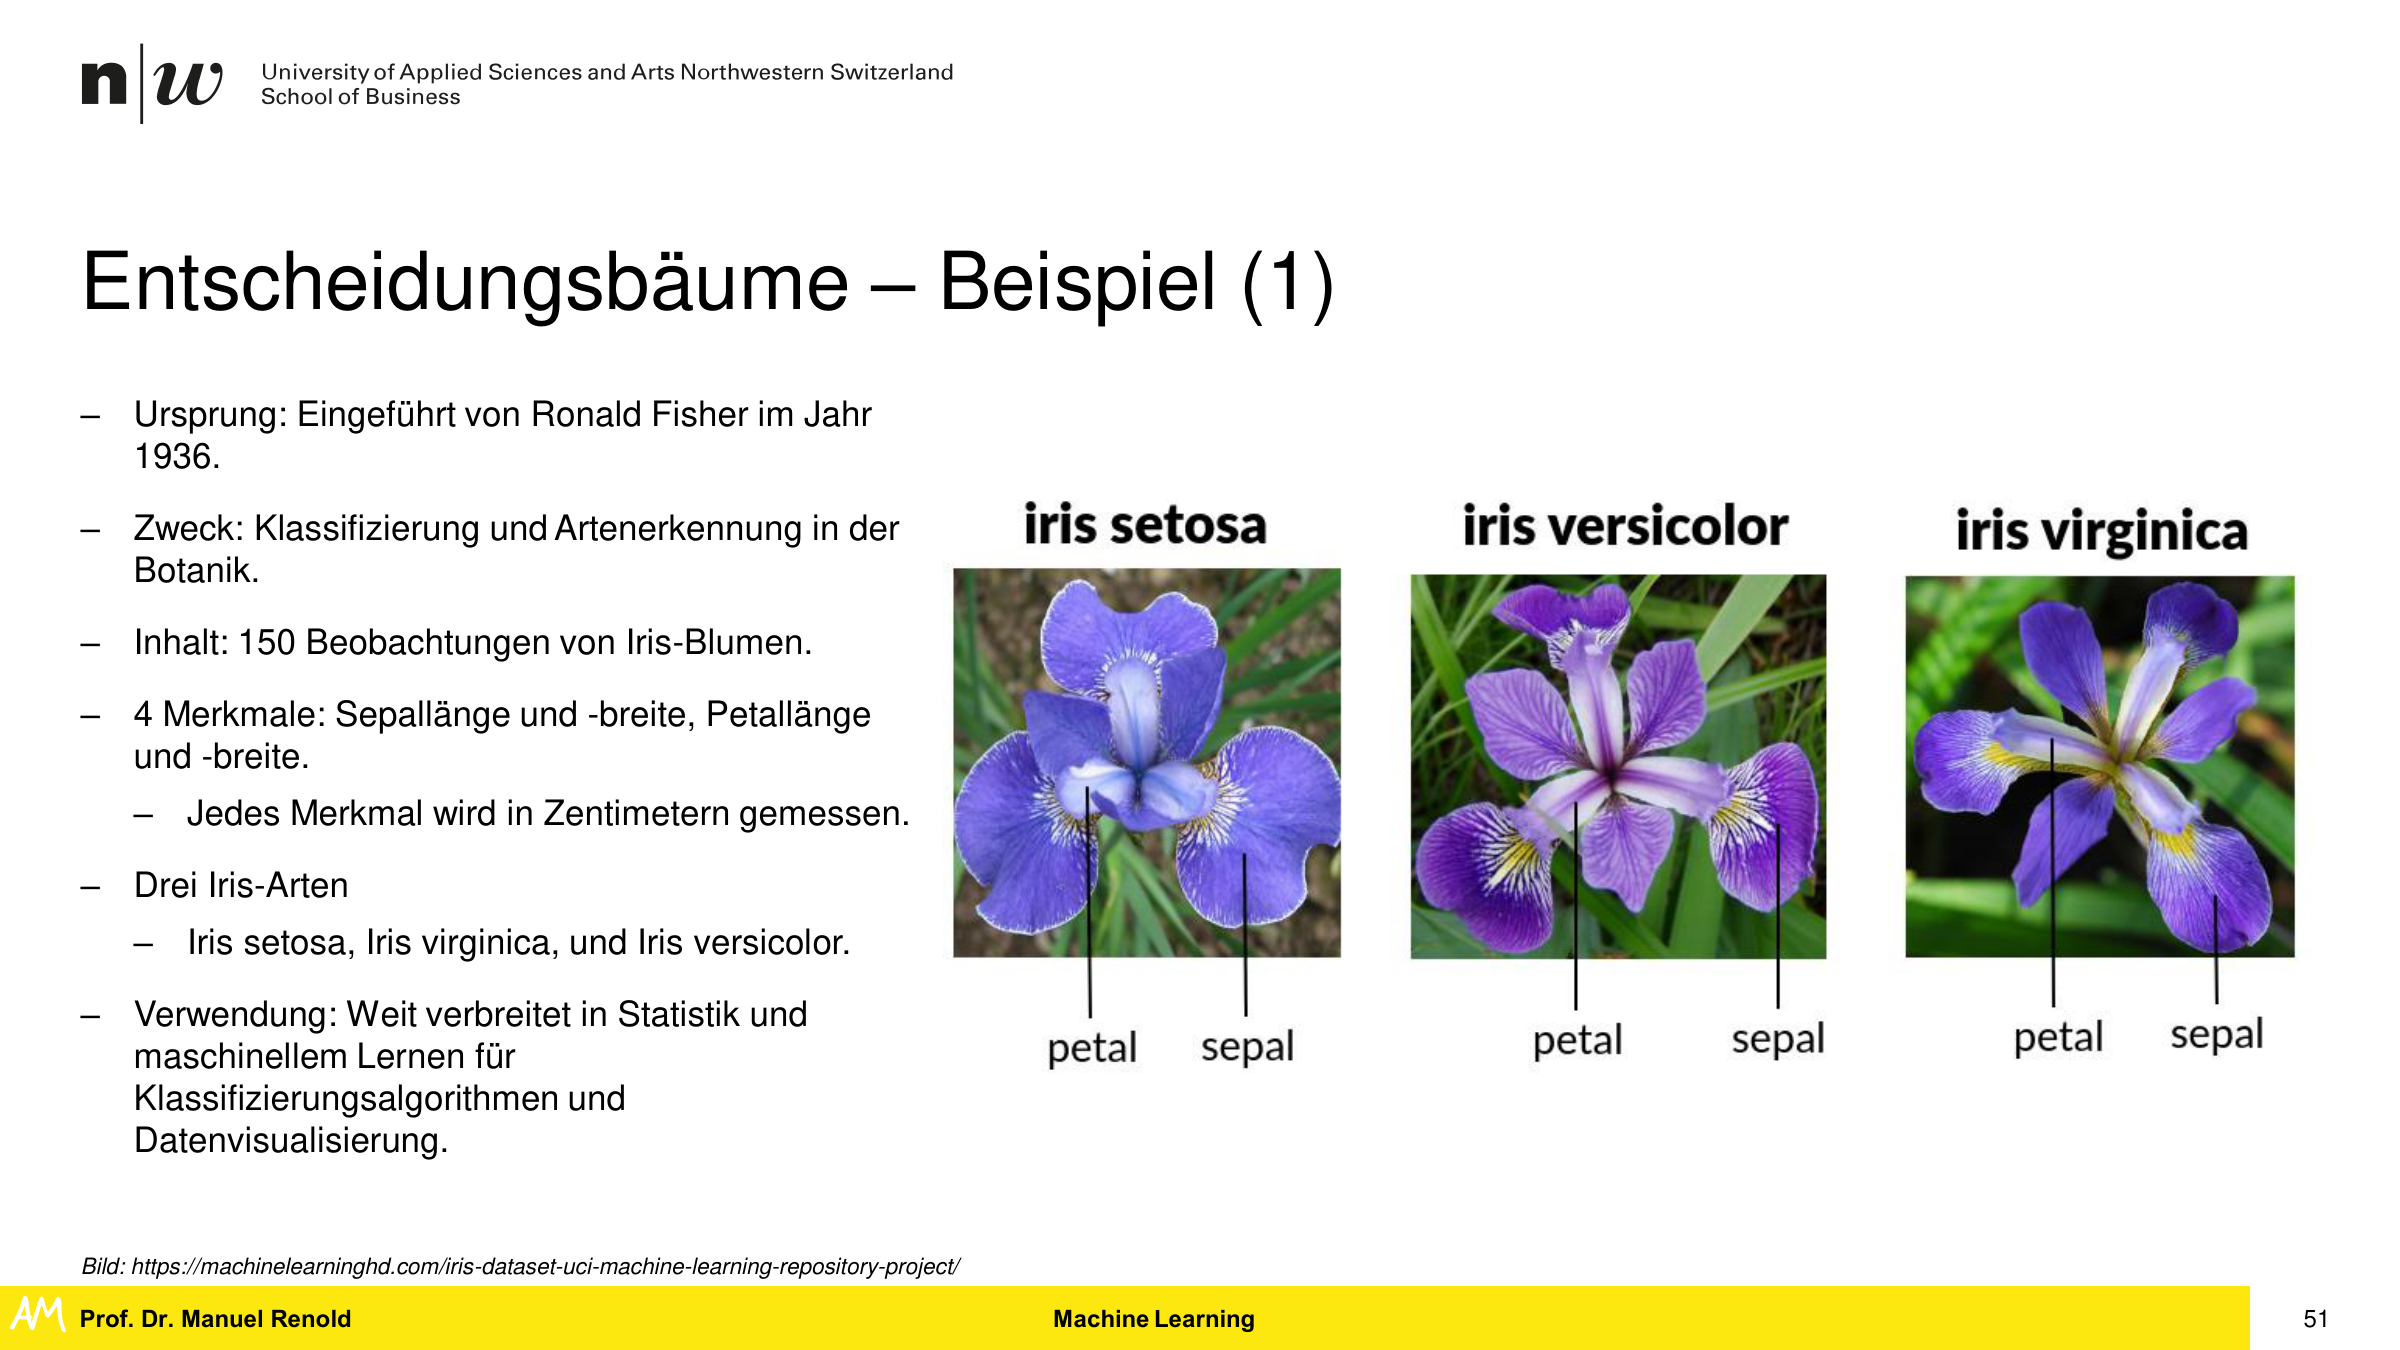 n|w
University of Applied Sciences and Arts Northwestern Switzerland
School of Business
Entscheidungsbäume – Beispiel (1)
– Ursprung: Eingeführt von Ronald Fisher im Jahr
1936.
– Zweck: Klassifizierung und Artenerkennung in der
Botanik.
– Inhalt: 150 Beobachtungen von Iris-Blumen.
– 4 Merkmale: Sepallänge und -breite, Petallänge
und -breite.
– Jedes Merkmal wird in Zentimetern gemessen.
– Drei Iris-Arten
– Iris setosa, Iris virginica, und Iris versicolor.
– Verwendung: Weit verbreitet in Statistik und
maschinellem Lernen für
Klassifizierungsalgorithmen und
Datenvisualisierung.
iris setosa
petal sepal
iris versicolor
petal sepal
iris virginica
petal sepal
Bild: https://machinelearninghd.com/iris-dataset-uci-machine-learning-repository-project/
AM Prof. Dr. Manuel Renold
Machine Learning
51